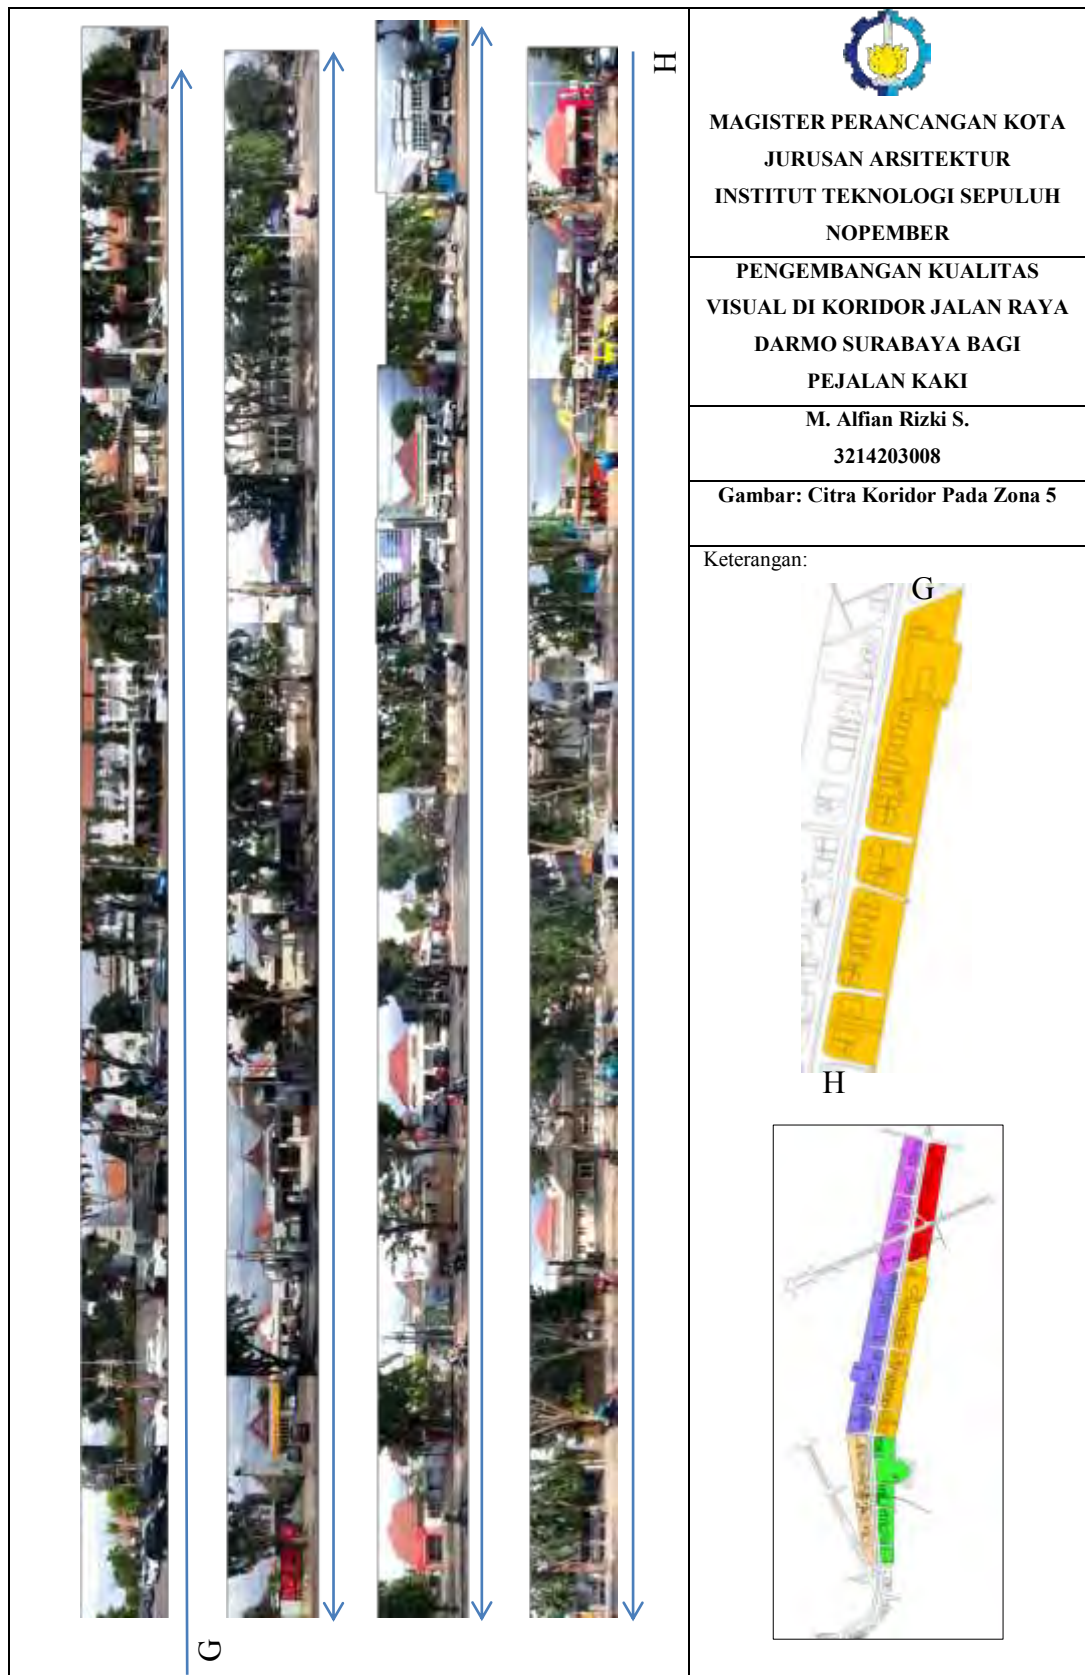 G
H
MAGISTER PERANCANGAN KOTA
JURUSAN ARSITEKTUR
INSTITUT TEKNOLOGI SEPULUH
NOPEMBER
PENGEMBANGAN KUALITAS
VISUAL DI KORIDOR JALAN RAYA
DARMO SURABAYA BAGI
PEJALAN KAKI
M. Alfian Rizki S.
3214203008
Gambar: Citra Koridor Pada Zona 5
Keterangan:
G
H